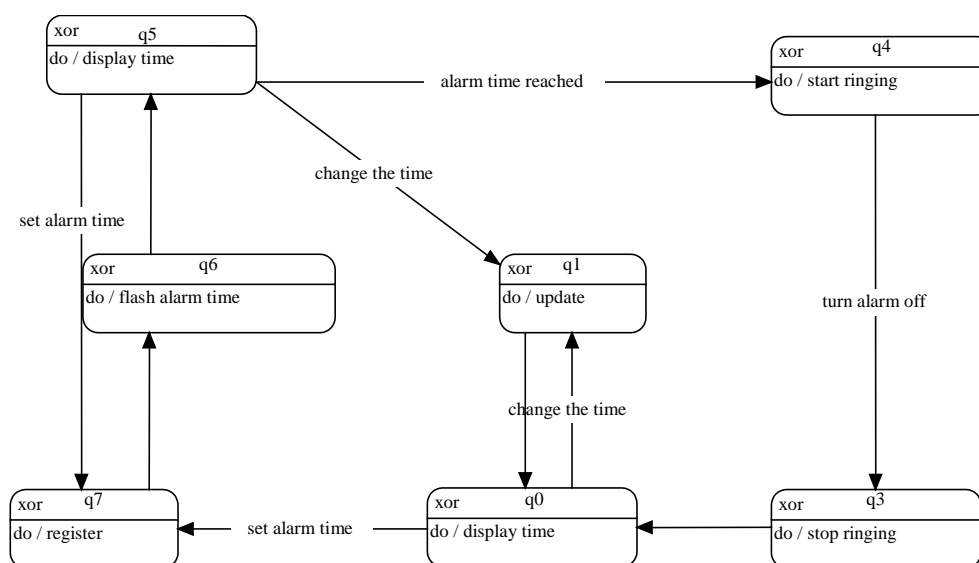 xor q5
do / display time
xor q4
do / start ringing
alarm time reached
change the time
set alarm time
xor q6
do / flash alarm time
xor q1
do / update
turn alarm off
change the time
xor q7
do / register
set alarm time
xor q0
do / display time
xor q3
do / stop ringing